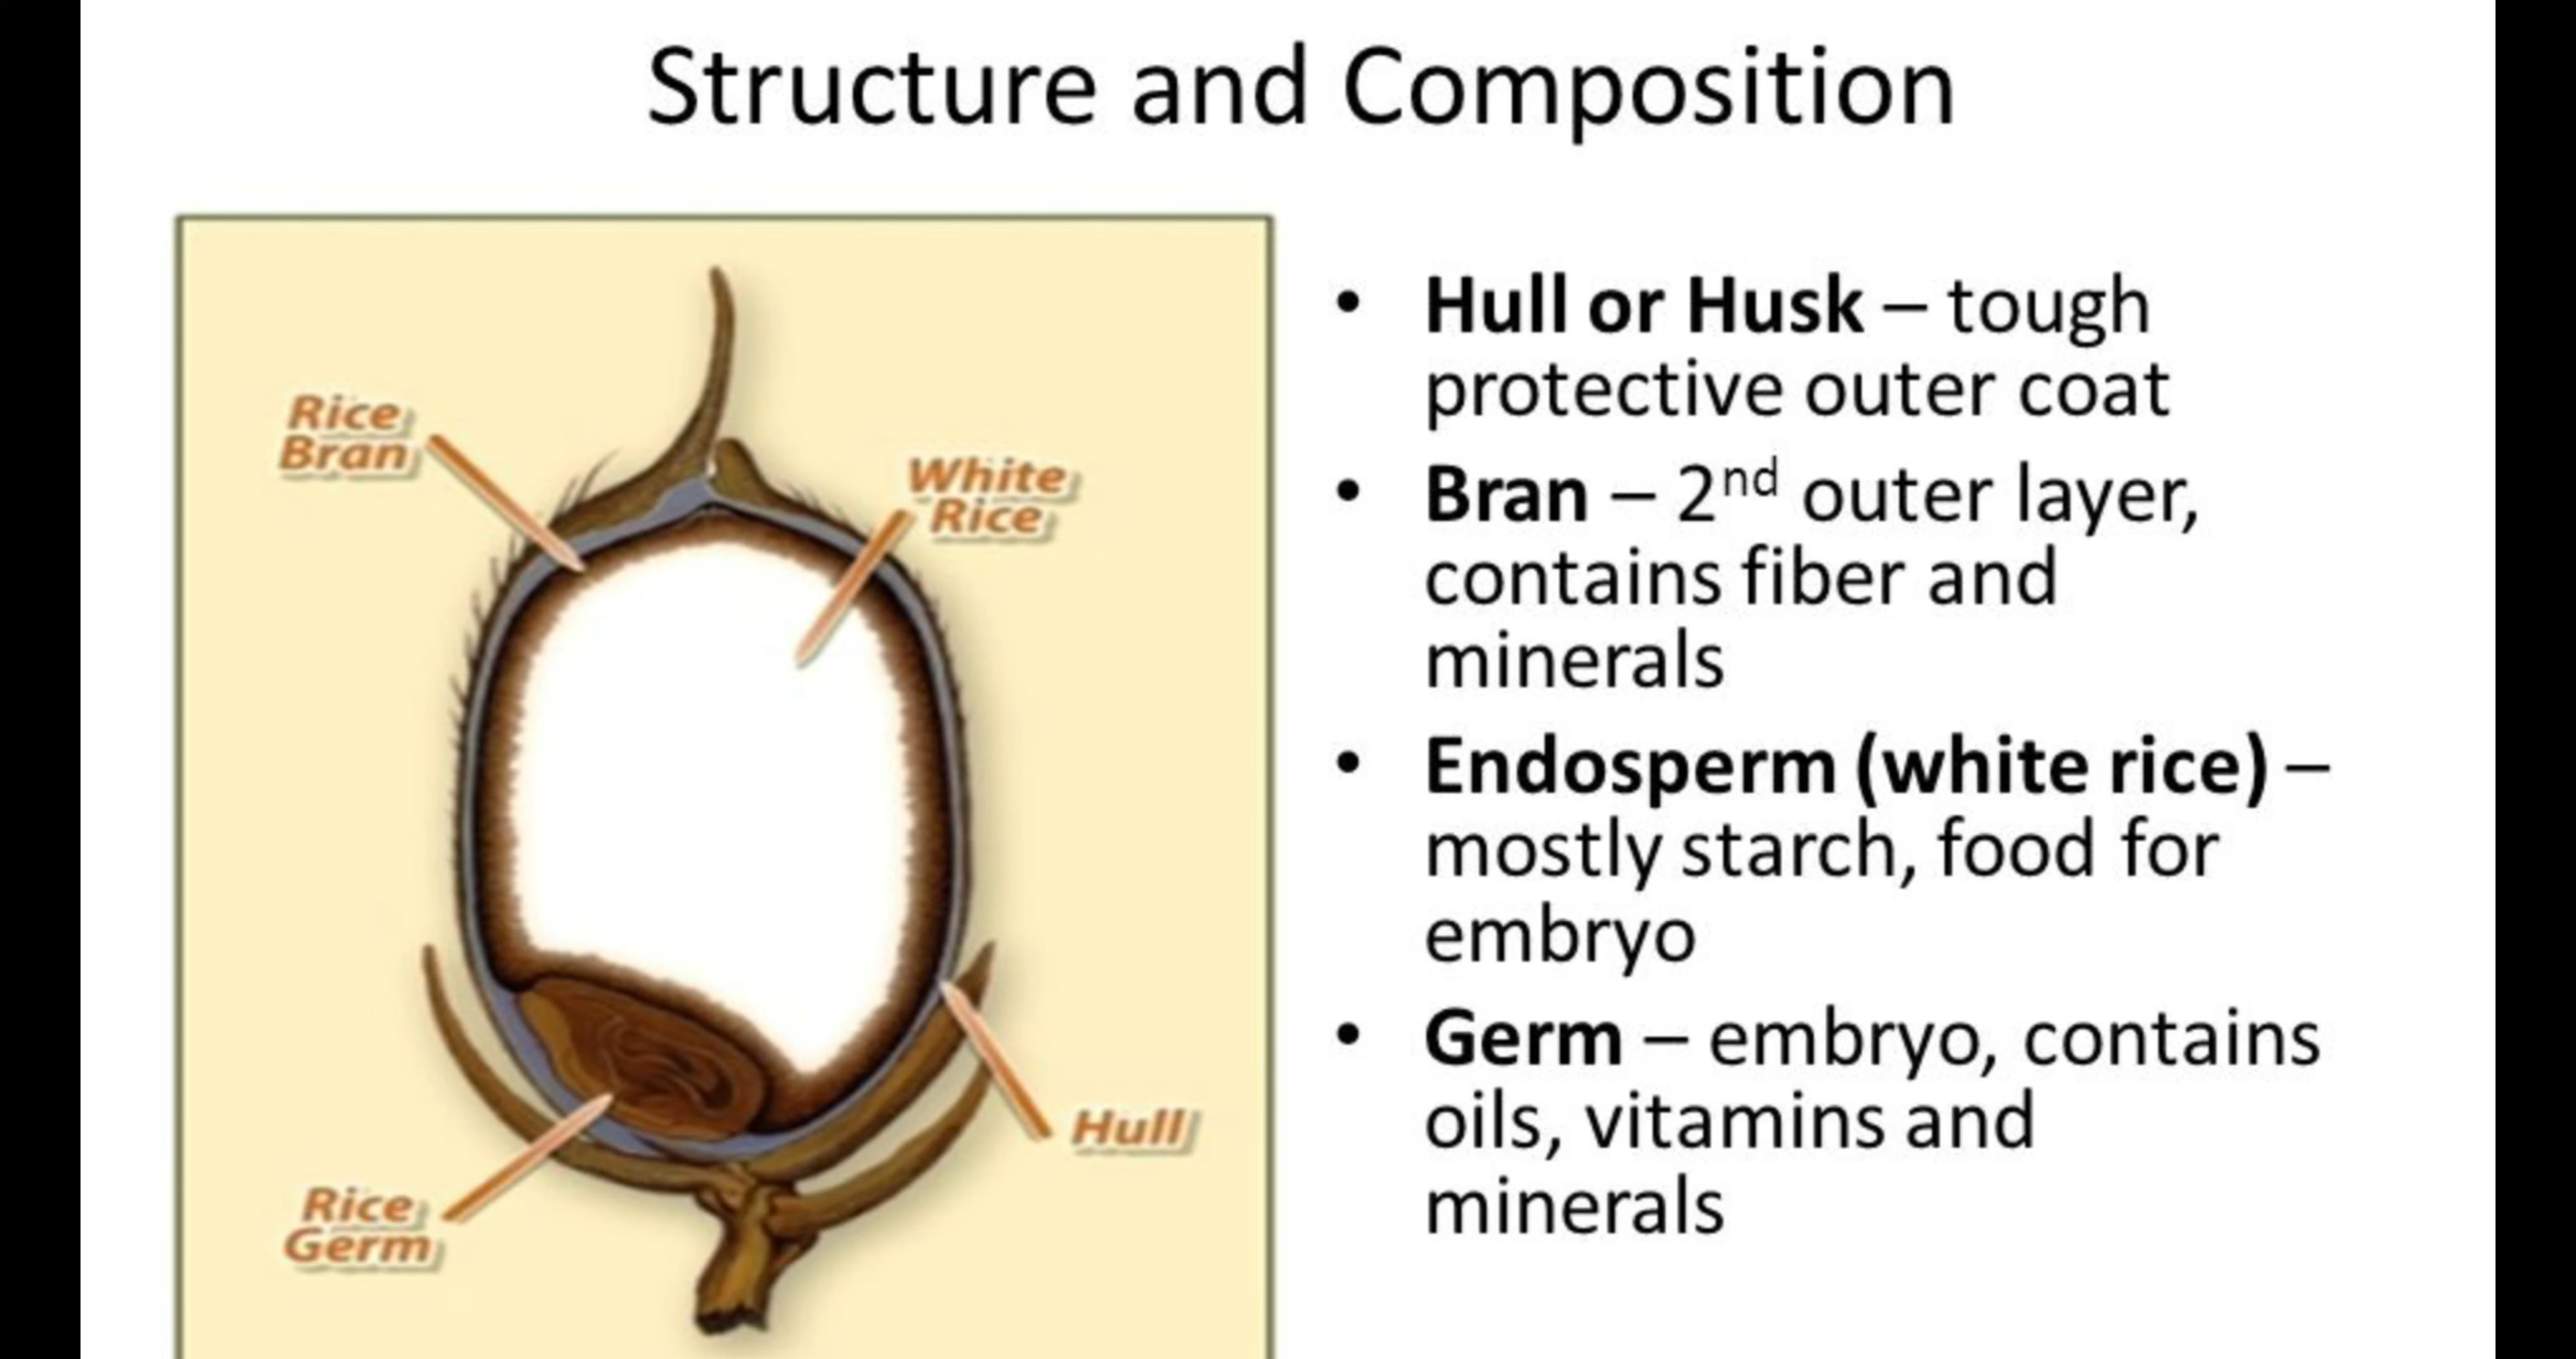 Structure and Composition
Rice
Bran
White
Rice
Hull
Rice
Germ
• Hull or Husk – tough
protective outer coat
• Bran – 2nd outer layer,
contains fiber and
minerals
• Endosperm (white rice) –
mostly starch, food for
embryo
• Germ – embryo, contains
oils, vitamins and
minerals